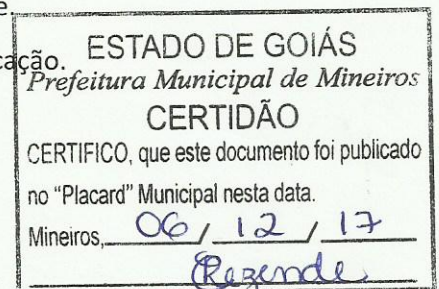 e.
cação.
ESTADO DE GOIÁS
Prefeitura Municipal de Mineiros
CERTIDÃO
CERTIFICO, que este documento foi publicado
no "Placard" Municipal nesta data.
Mineiros, 06 / 12 / 17
Rezende